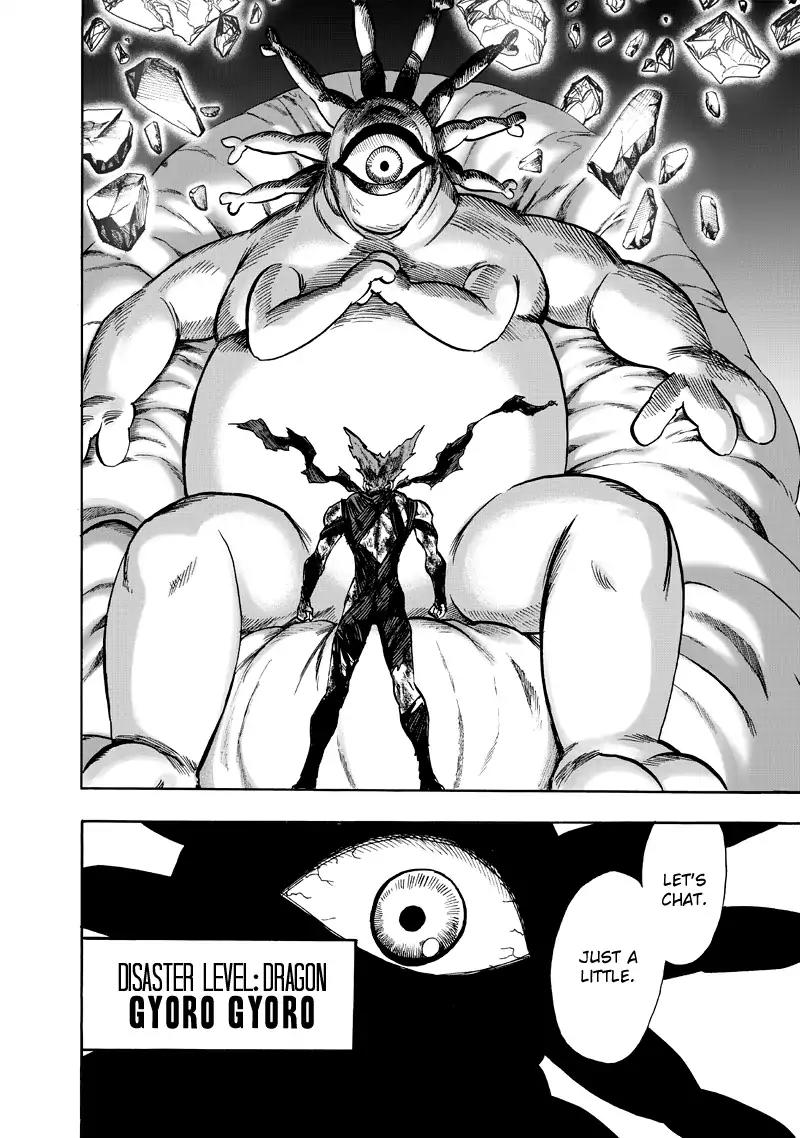 LET'S
CHAT.
JUST A
LITTLE.
DISASTER LEVEL: DRAGON
GYORO GYORO